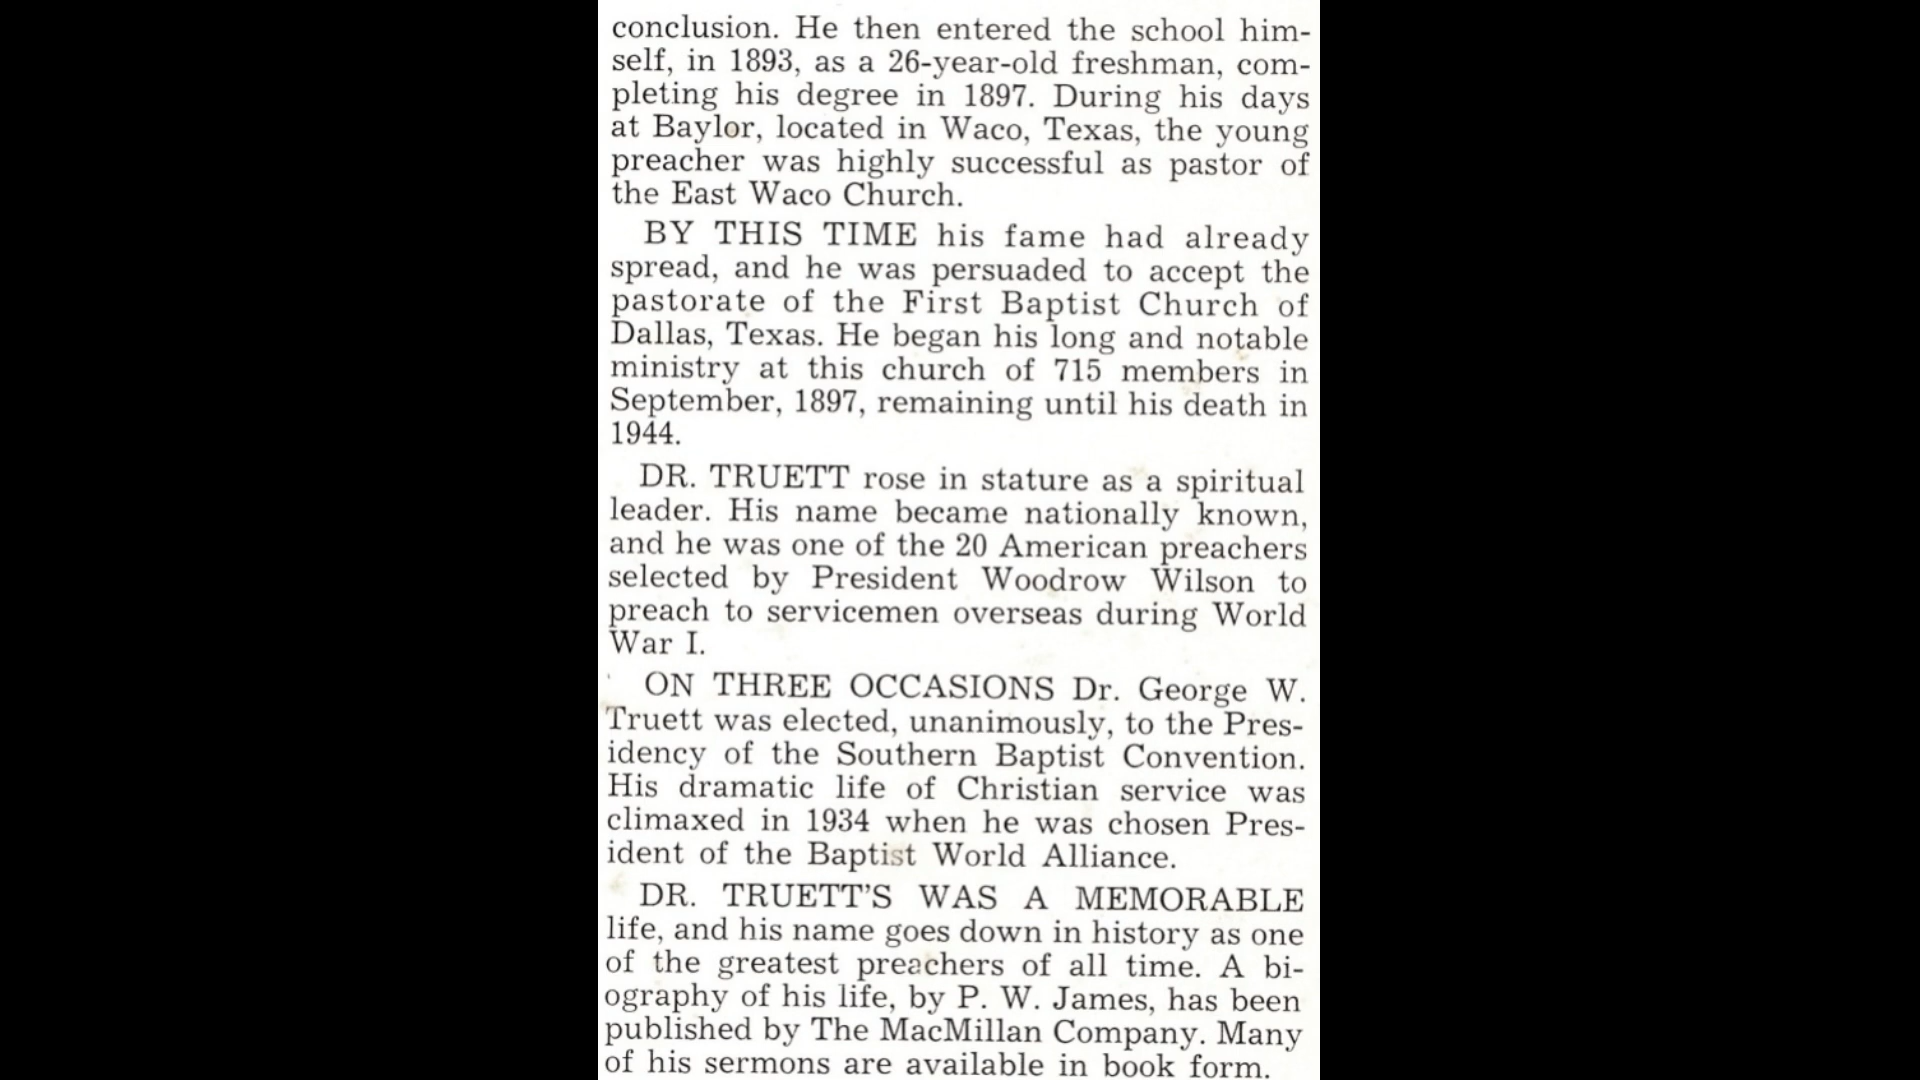 conclusion. He then entered the school him-
self, in 1893, as a 26-year-old freshman, com-
pleting his degree in 1897. During his days
at Baylor, located in Waco, Texas, the young
preacher was highly successful as pastor of
the East Waco Church.
BY THIS TIME his fame had already
spread, and he was persuaded to accept the
pastorate of the First Baptist Church of
Dallas, Texas. He began his long and notable
ministry at this church of 715 members in
September, 1897, remaining until his death in
1944.
DR. TRUETT rose in stature as a spiritual
leader. His name became nationally known,
and he was one of the 20 American preachers
selected by President Woodrow Wilson to
preach to servicemen overseas during World
War I.
ON THREE OCCASIONS Dr. George W.
Truett was elected, unanimously, to the Pres-
idency of the Southern Baptist Convention.
His dramatic life of Christian service was
climaxed in 1934 when he was chosen Pres-
ident of the Baptist World Alliance.
DR. TRUETT'S WAS A MEMORABLE
life, and his name goes down in history as one
of the greatest preachers of all time. A bi-
ography of his life, by P. W. James, has been
published by The MacMillan Company. Many
of his sermons are available in book form.